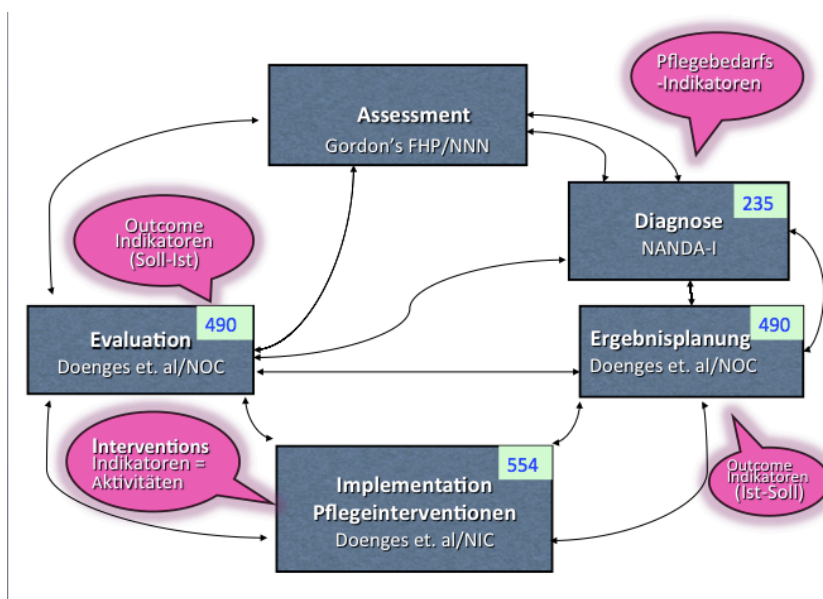 Pflegebedarfs
-Indikatoren
Assessment
Gordon's FHP/NNN
235
Diagnose
NANDA-I
Outcome
Indikatoren
(Soll-Ist)
490
Evaluation
Doenges et. al/NOC
490
Ergebnisplanung
Doenges et. al/NOC
Interventions
Indikatoren =
Aktivitäten
554
Implementation
Pflegeinterventionen
Doenges et. al/NIC
Outcome
Indikatoren
(Ist-Soll)